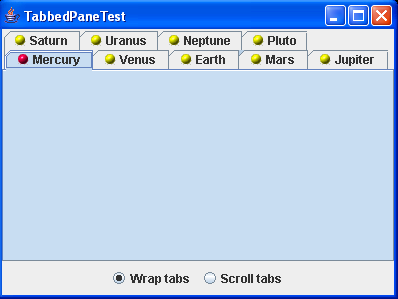 TabbedPaneTest
Saturn Uranus Neptune Pluto
Mercury Venus Earth Mars Jupiter
Wrap tabs Scroll tabs